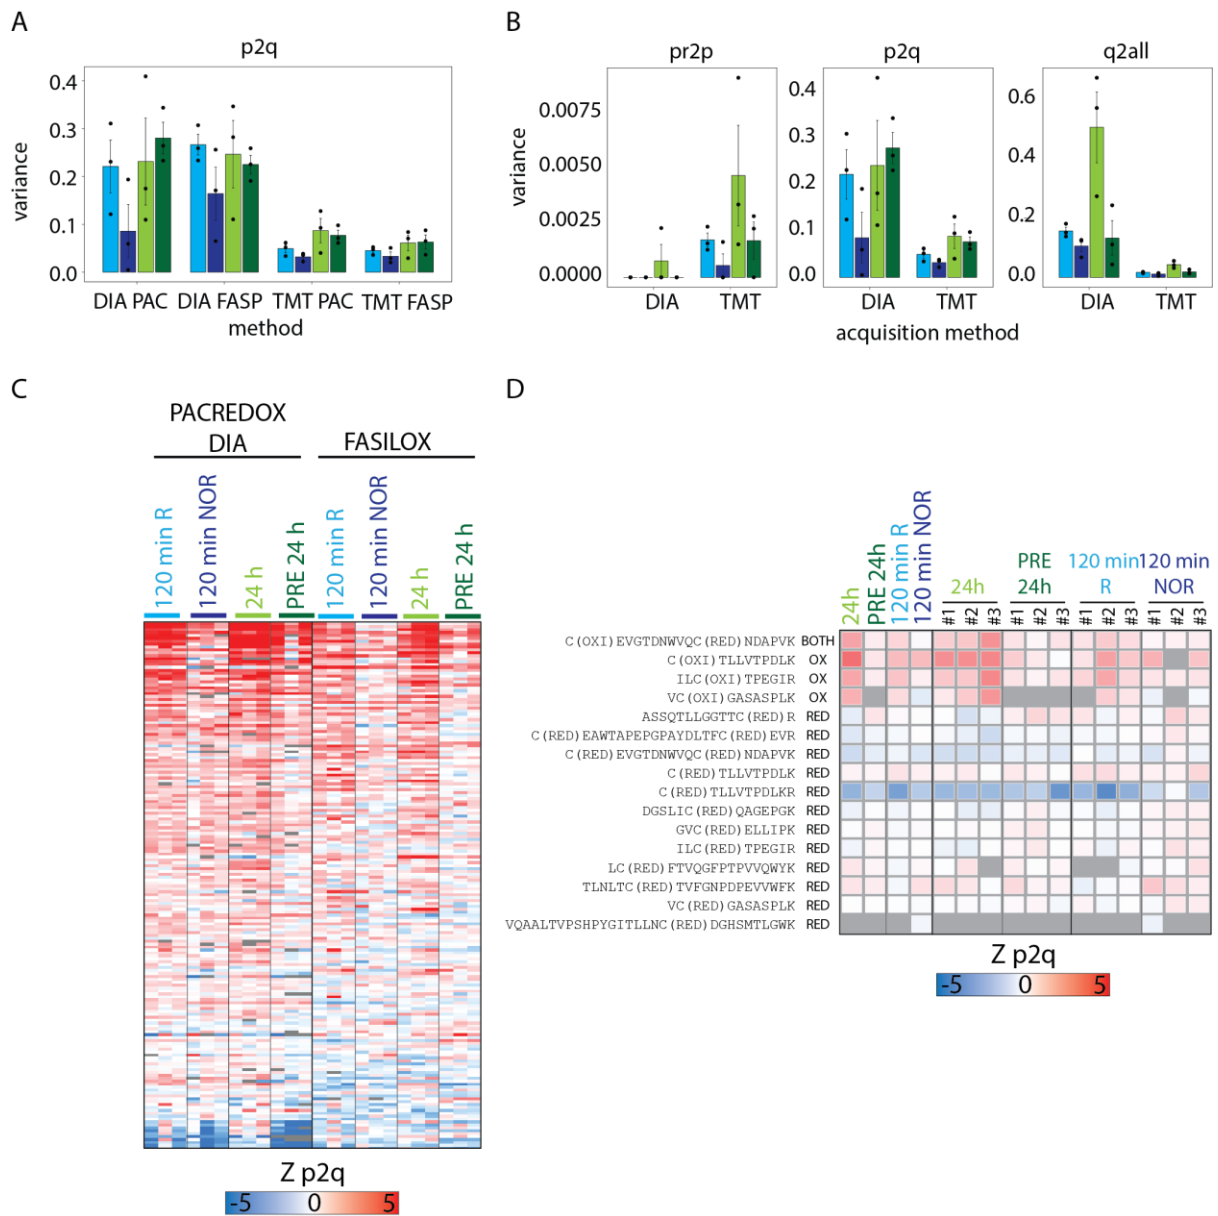 A
p2q
variance
0.4
0.3
0.2
0.1
0.0
DIA PAC DIA FASP TMT PAC TMT FASP
method
B
pr2p p2q q2all
variance
0.0075
0.0050
0.0025
0.0000
0.4
0.3
0.2
0.1
0.0
0.6
0.4
0.2
0.0
DIA TMT DIA TMT DIA TMT
acquisition method
C
PACREDOX
DIA
FASILOX
120 min R
120 min NOR
24 h
PRE 24 h
120 min R
120 min NOR
24 h
PRE 24 h
Z p2q
-5 0 5
D
24h
PRE 24h
120 min R
120 min NOR
24h
PRE
24h
120 min
R
120 min
NOR
#1 #2 #3 #1 #2 #3 #1 #2 #3 #1 #2 #3
C(OXI)EVGTDNWVQC(RED)NDAPVK BOTH
C(OXI)TLLVTPDLK OX
ILC(OXI)TPEGIR OX
VC(OXI)GASASPLK OX
ASSQTLLGGTTC(RED)R RED
C(RED)EAWTAPEPGPAYDLTFC(RED)EVR RED
C(RED)EVGTDNWVQC(RED)NDAPVK RED
C(RED)TLLVTPDLK RED
C(RED)TLLVTPDLKR RED
DGSLIC(RED)QAGEPGK RED
GVC(RED)ELLIPK RED
ILC(RED)TPEGIR RED
LC(RED)FTVQGFPTPVVQWYK RED
TLNLTC(RED)TVFGNPDPEVVWFK RED
VC(RED)GASASPLK RED
VQAALTVPSHPYGITLLNC(RED)DGHSMTLGWK RED
Z p2q
-5 0 5